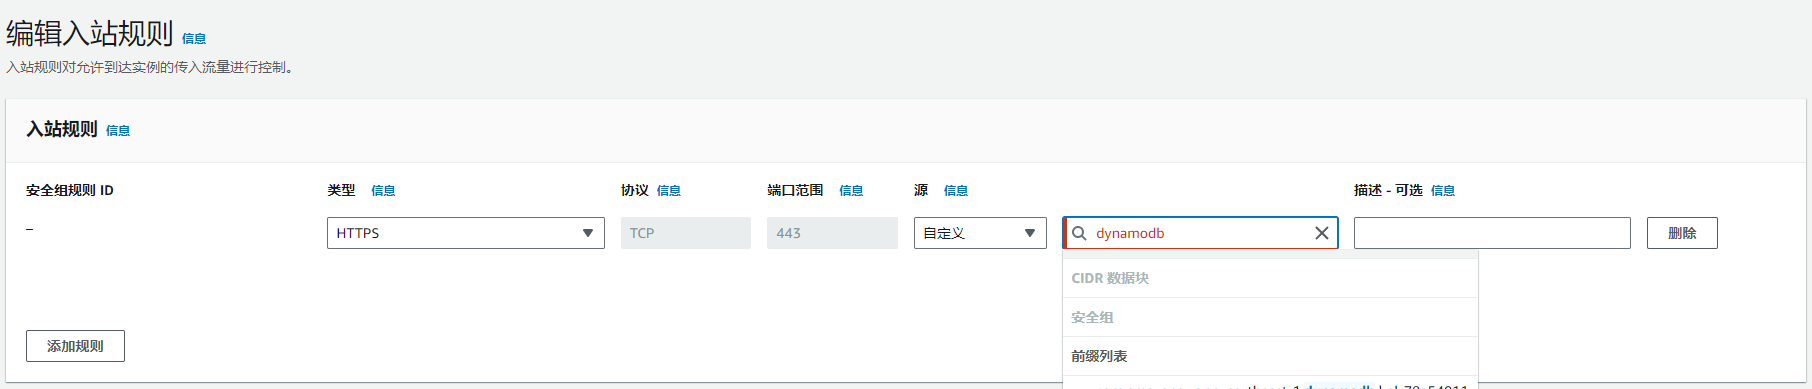 编辑入站规则 信息
入站规则对允许到达实例的传入流量进行控制。
入站规则 信息
安全组规则 ID 类型 信息 协议 信息 端口范围 信息 源 信息 描述 - 可选 信息
– HTTPS TCP 443 自定义 dynamodb 删除
CIDR 数据块
安全组
添加规则
前缀列表